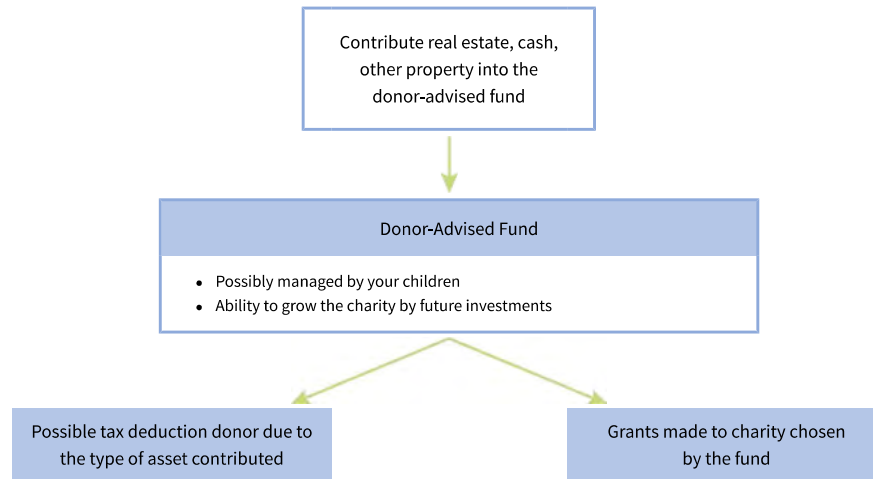 Contribute real estate, cash,
other property into the
donor-advised fund
Donor-Advised Fund
• Possibly managed by your children
• Ability to grow the charity by future investments
Possible tax deduction donor due to
the type of asset contributed
Grants made to charity chosen
by the fund